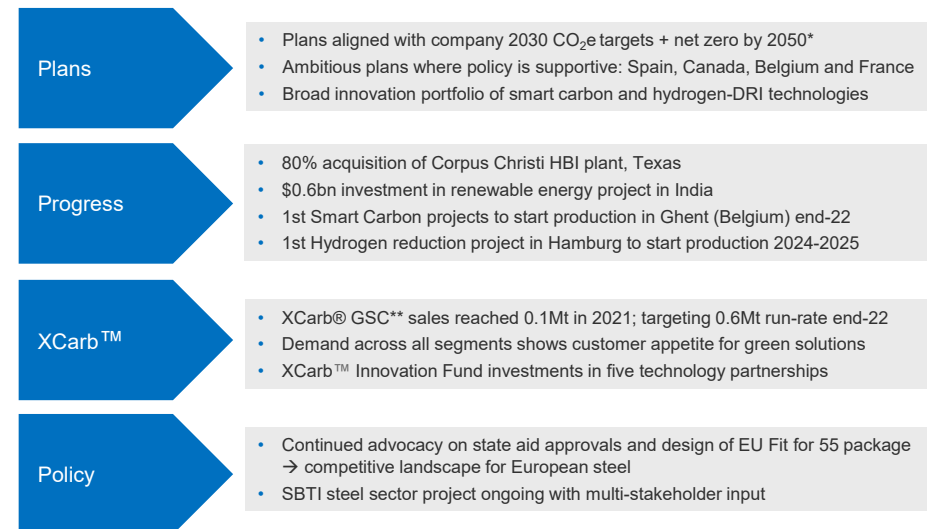 Plans
• Plans aligned with company 2030 CO₂e targets + net zero by 2050*
• Ambitious plans where policy is supportive: Spain, Canada, Belgium and France
• Broad innovation portfolio of smart carbon and hydrogen-DRI technologies
Progress
• 80% acquisition of Corpus Christi HBI plant, Texas
• $0.6bn investment in renewable energy project in India
• 1st Smart Carbon projects to start production in Ghent (Belgium) end-22
• 1st Hydrogen reduction project in Hamburg to start production 2024-2025
XCarb™
• XCarb® GSC** sales reached 0.1Mt in 2021; targeting 0.6Mt run-rate end-22
• Demand across all segments shows customer appetite for green solutions
• XCarb™ Innovation Fund investments in five technology partnerships
Policy
• Continued advocacy on state aid approvals and design of EU Fit for 55 package
→ competitive landscape for European steel
• SBTI steel sector project ongoing with multi-stakeholder input